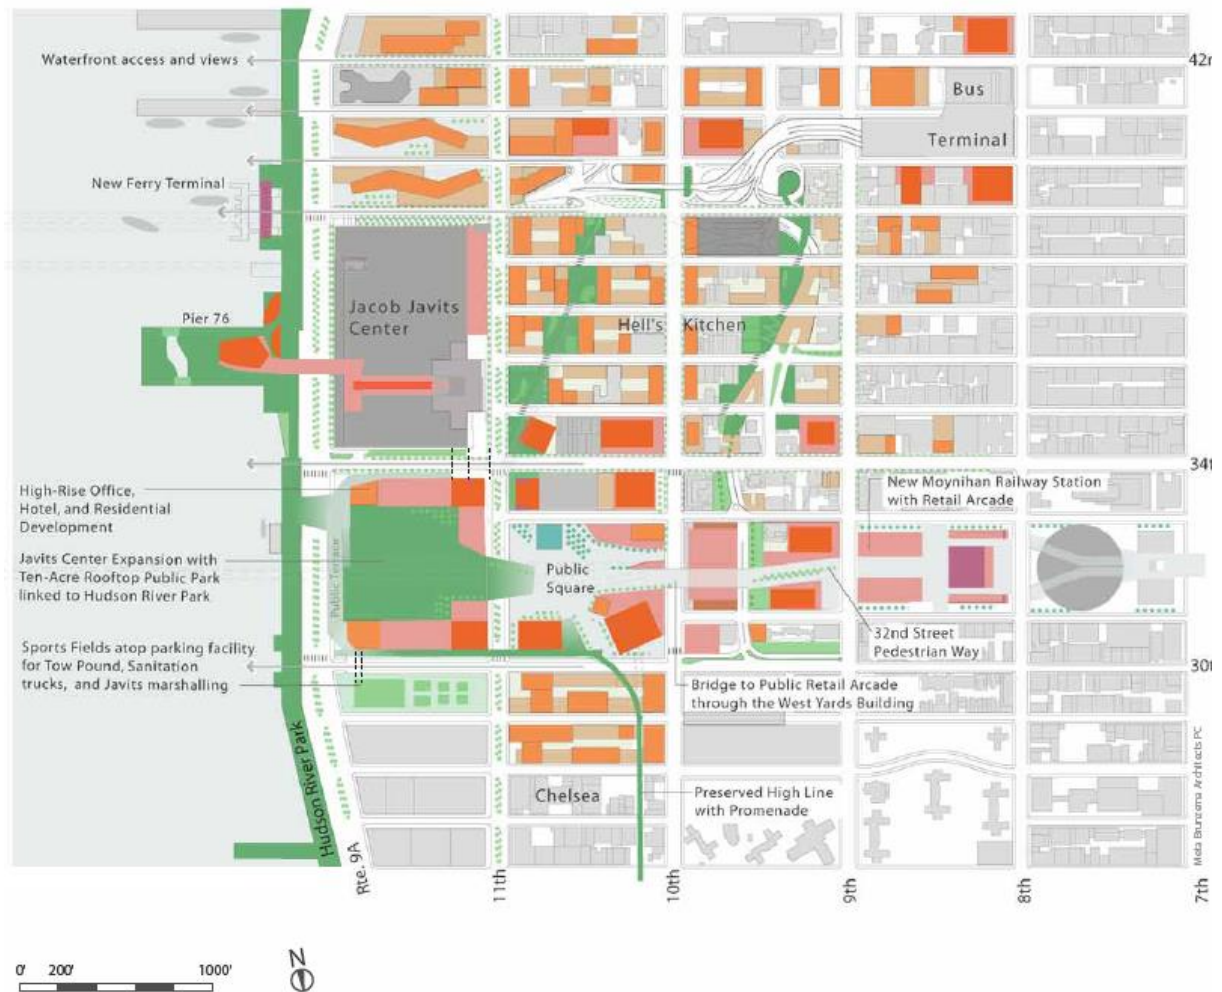 Waterfront access and views
42n
Bus
Terminal
New Ferry Terminal
Jacob Javits
Center
Pier 76
Hell's Kitchen
34t
High-Rise Office,
Hotel, and Residential
Development
New Moynihan Railway Station
with Retail Arcade
Javits Center Expansion with
Ten-Acre Rooftop Public Park
linked to Hudson River Park
Public Terrace
Public
Square
Sports Fields atop parking facility
for Tow Pound, Sanitation
trucks, and Javits marshalling
32nd Street
Pedestrian Way
30t
Bridge to Public Retail Arcade
through the West Yards Building
Hudson River Park
Chelsea
Preserved High Line
with Promenade
Meta Brunzema Architects PC
Rte. 9A
11th
10th
9th
8th
7th
N
0' 200' 1000'